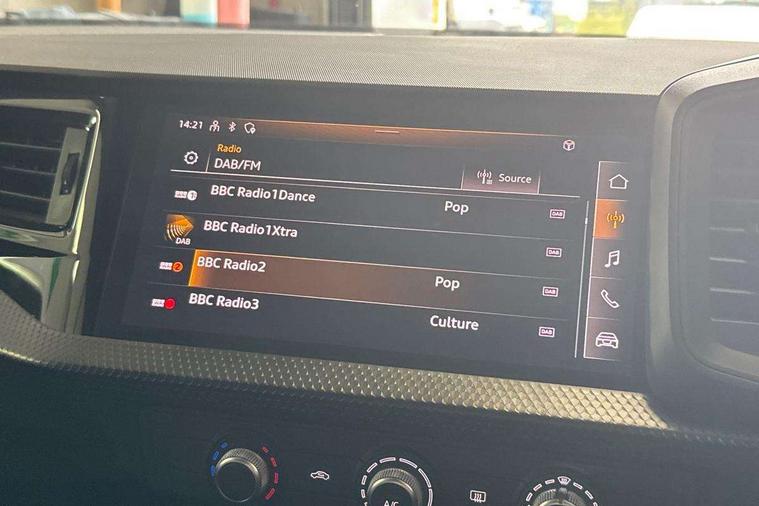 14:21
Radio
DAB/FM
Source
BBC Radio1Dance
Pop
DAB
DAB
BBC Radio1Xtra
DAB
2
BBC Radio2
Pop
DAB
BBC Radio3
Culture
DAB
A/C